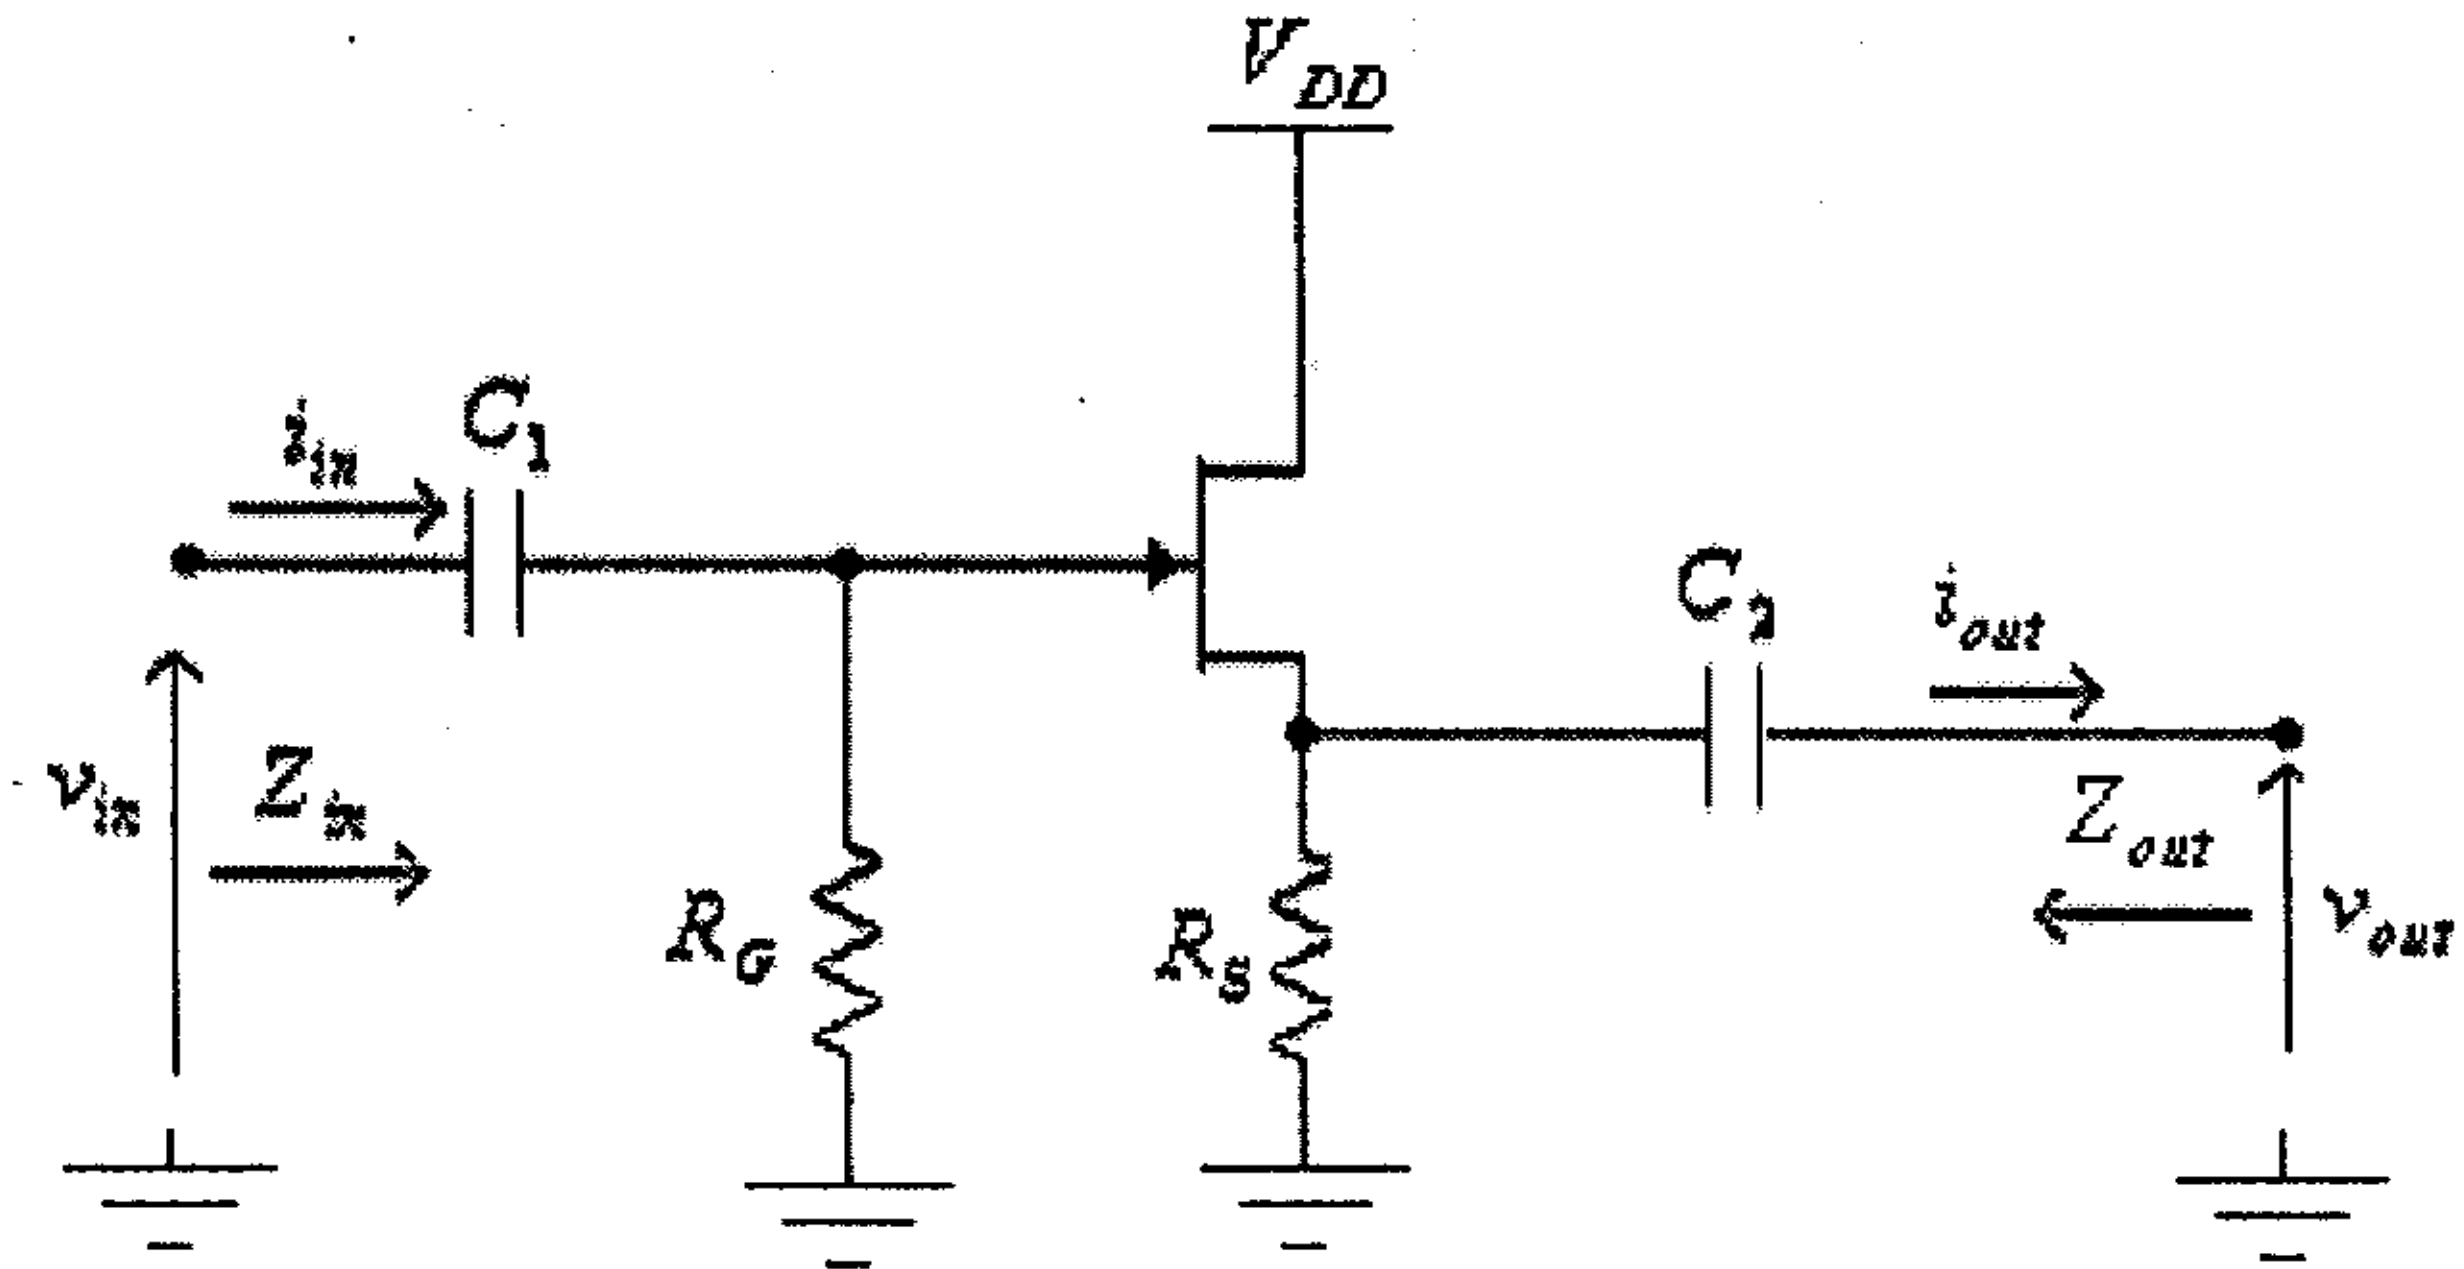 V_DD
i_in
C_1
C_2
i_out
v_in
Z_in
R_G
R_S
Z_out
v_out